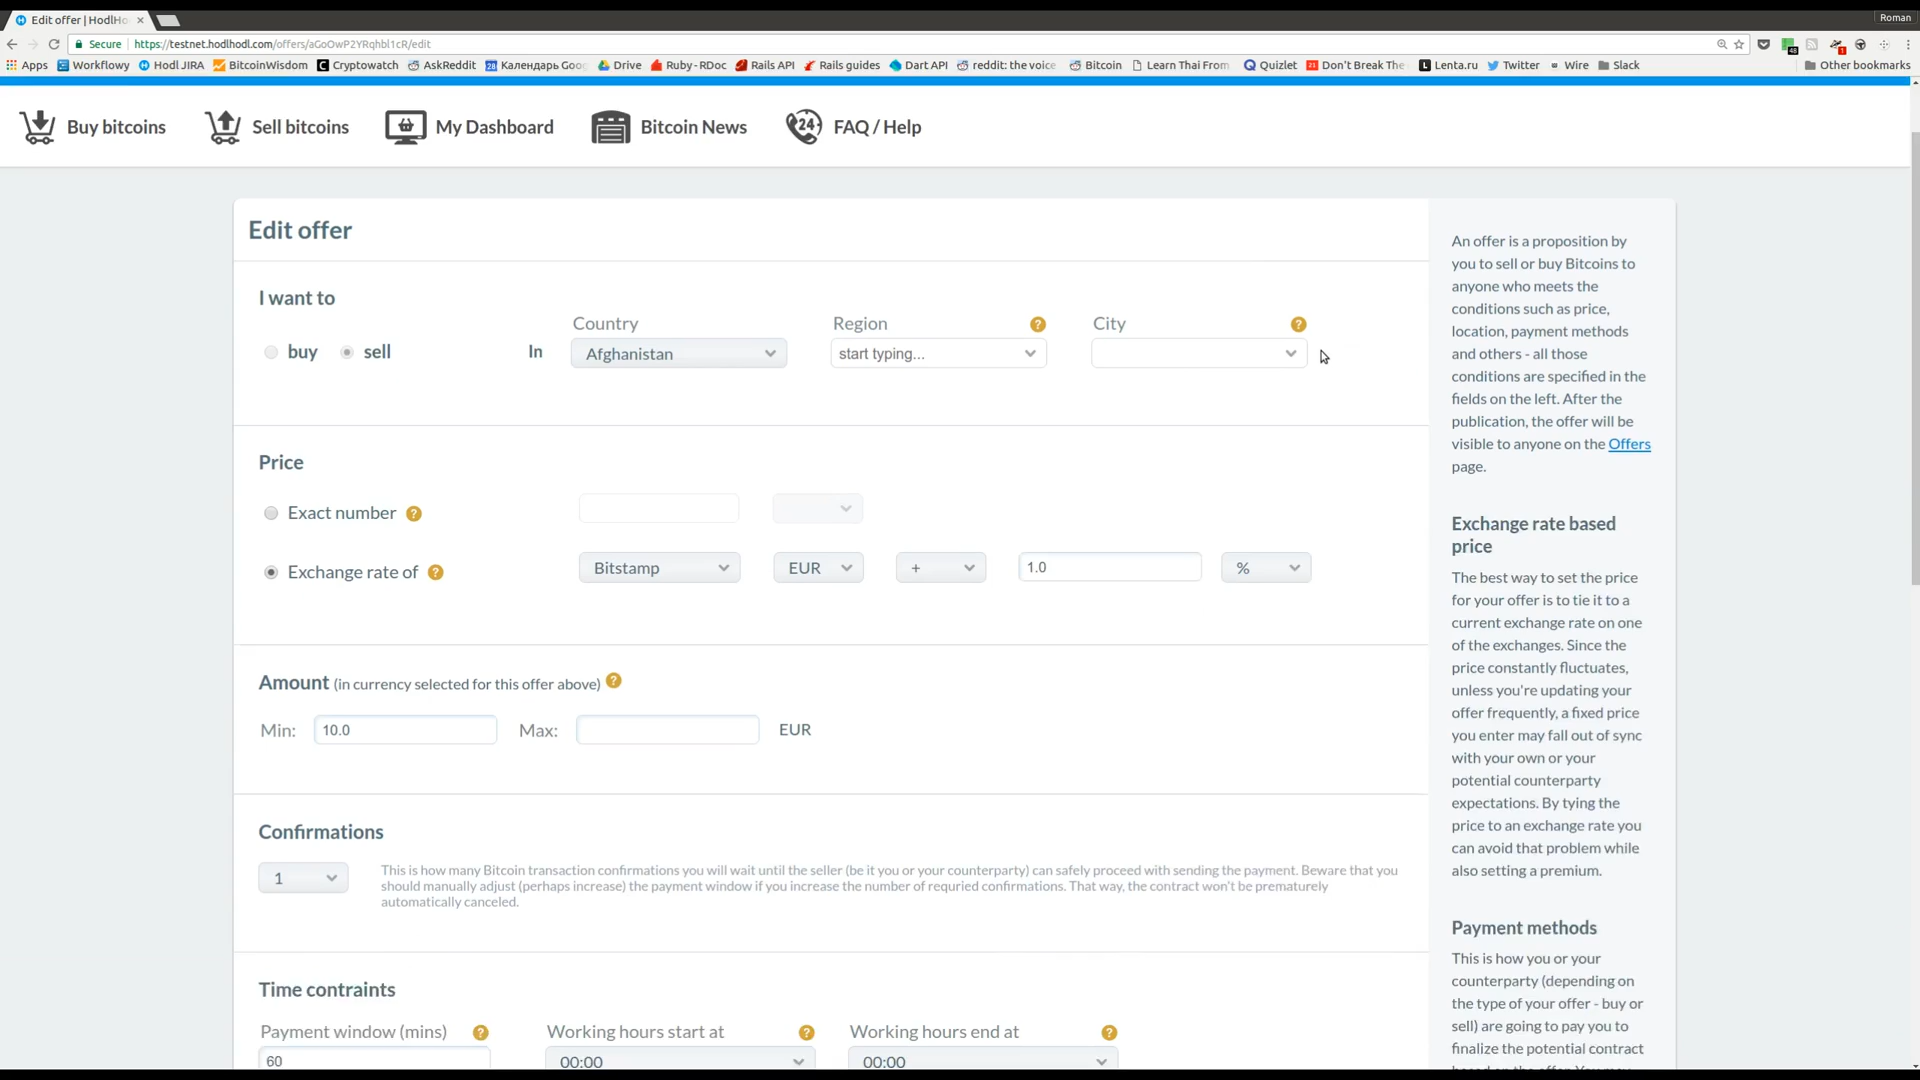 Roman
Edit offer | HodlHo
Secure https://testnet.hodlhodl.com/offers/aGoOwP2YRqhbl1cR/edit
Apps Workflowy Hodl JIRA BitcoinWisdom Cryptowatch AskReddit 28 Календарь Goo Drive Ruby - RDoc Rails API Rails guides Dart API reddit: the voice Bitcoin Learn Thai From Quizlet 21 Don't Break The Lenta.ru Twitter Wire Slack Other bookmarks
Buy bitcoins Sell bitcoins My Dashboard Bitcoin News 24 FAQ / Help
Edit offer
I want to
Country Region ? City ?
buy sell In Afghanistan start typing...
Price
Exact number ?
Exchange rate of ? Bitstamp EUR + 1.0 %
Amount (in currency selected for this offer above) ?
Min: 10.0 Max: EUR
Confirmations
1
This is how many Bitcoin transaction confirmations you will wait until the seller (be it you or your counterparty) can safely proceed with sending the payment. Beware that you
should manually adjust (perhaps increase) the payment window if you increase the number of requried confirmations. That way, the contract won't be prematurely
automatically canceled.
Time contraints
Payment window (mins) ? Working hours start at ? Working hours end at ?
60 00:00 00:00
An offer is a proposition by
you to sell or buy Bitcoins to
anyone who meets the
conditions such as price,
location, payment methods
and others - all those
conditions are specified in the
fields on the left. After the
publication, the offer will be
visible to anyone on the Offers
page.
Exchange rate based
price
The best way to set the price
for your offer is to tie it to a
current exchange rate on one
of the exchanges. Since the
price constantly fluctuates,
unless you're updating your
offer frequently, a fixed price
you enter may fall out of sync
with your own or your
potential counterparty
expectations. By tying the
price to an exchange rate you
can avoid that problem while
also setting a premium.
Payment methods
This is how you or your
counterparty (depending on
the type of your offer - buy or
sell) are going to pay you to
finalize the potential contract